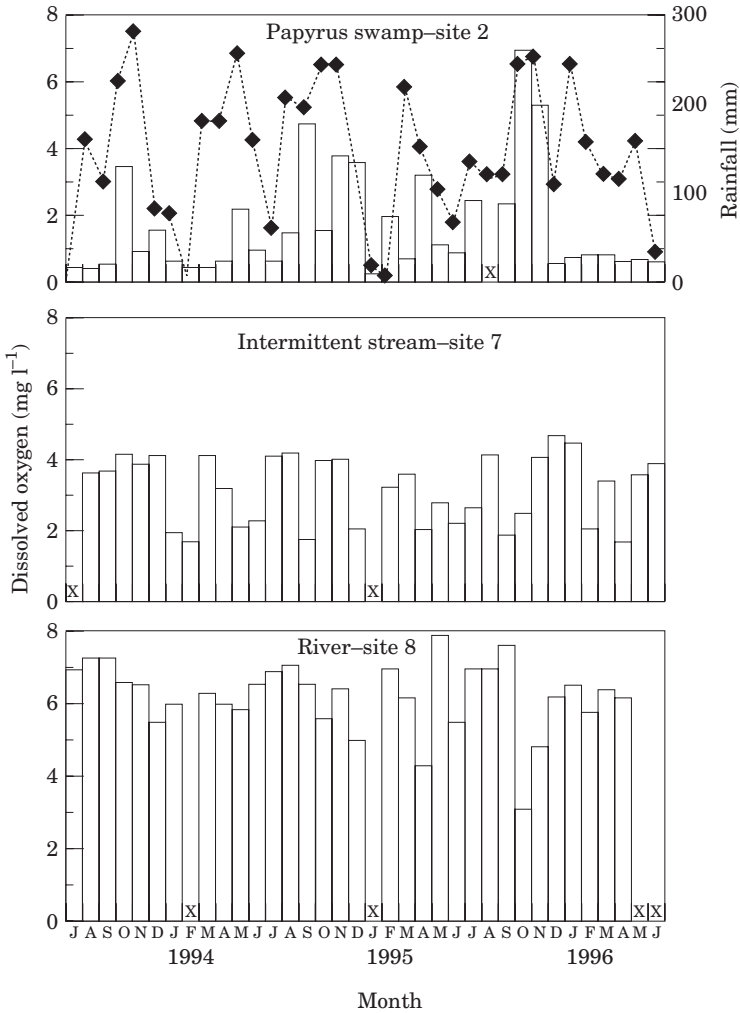 8
6
4
2
0
Papyrus swamp–site 2
X
300
200
100
0
Rainfall (mm)
Dissolved oxygen (mg l⁻¹)
8
6
4
2
0
Intermittent stream–site 7
X X
8
6
4
2
0
River–site 8
X X X X
J A S O N D J F M A M J J A S O N D J F M A M J J A S O N D J F M A M J
1994 1995 1996
Month